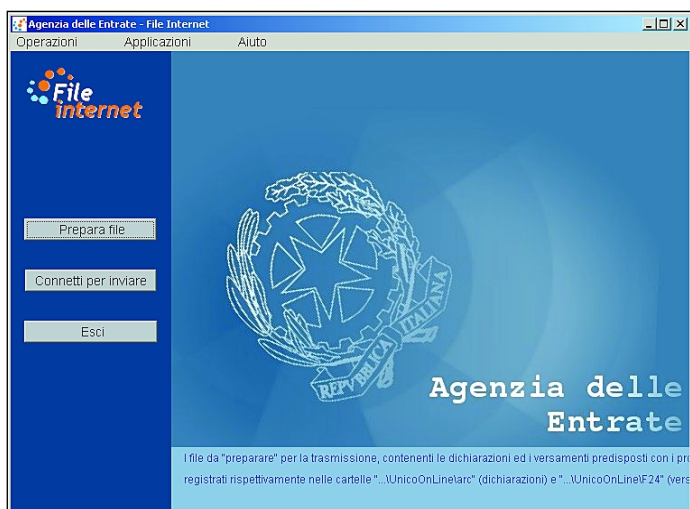 Agenzia delle Entrate - File Internet
Operazioni Applicazioni Aiuto
File
internet
Prepara file
Connetti per inviare
Esci
REPVBBLICA ITALIANA
Agenzia delle
Entrate
I file da "preparare" per la trasmissione, contenenti le dichiarazioni ed i versamenti predisposti con i pro
registrati rispettivamente nelle cartelle "...\UnicoOnLine\arc" (dichiarazioni) e "...\UnicoOnLine\F24" (vers